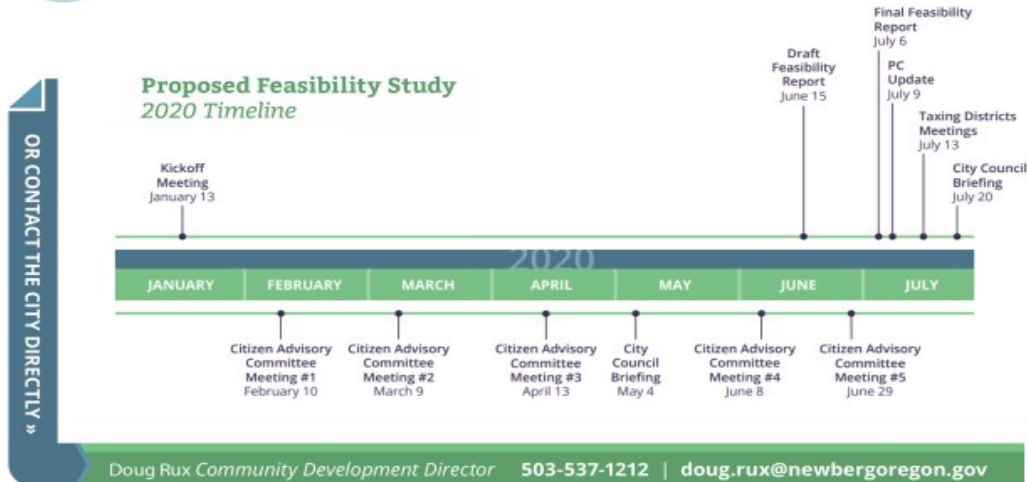 Proposed Feasibility Study
2020 Timeline
Kickoff
Meeting
January 13
Draft
Feasibility
Report
June 15
Final Feasibility
Report
July 6
PC
Update
July 9
Taxing Districts
Meetings
July 13
City Council
Briefing
July 20
2020
JANUARY FEBRUARY MARCH APRIL MAY JUNE JULY
Citizen Advisory
Committee
Meeting #1
February 10
Citizen Advisory
Committee
Meeting #2
March 9
Citizen Advisory
Committee
Meeting #3
April 13
City
Council
Briefing
May 4
Citizen Advisory
Committee
Meeting #4
June 8
Citizen Advisory
Committee
Meeting #5
June 29
OR CONTACT THE CITY DIRECTLY »
Doug Rux Community Development Director 503-537-1212 | doug.rux@newbergoregon.gov